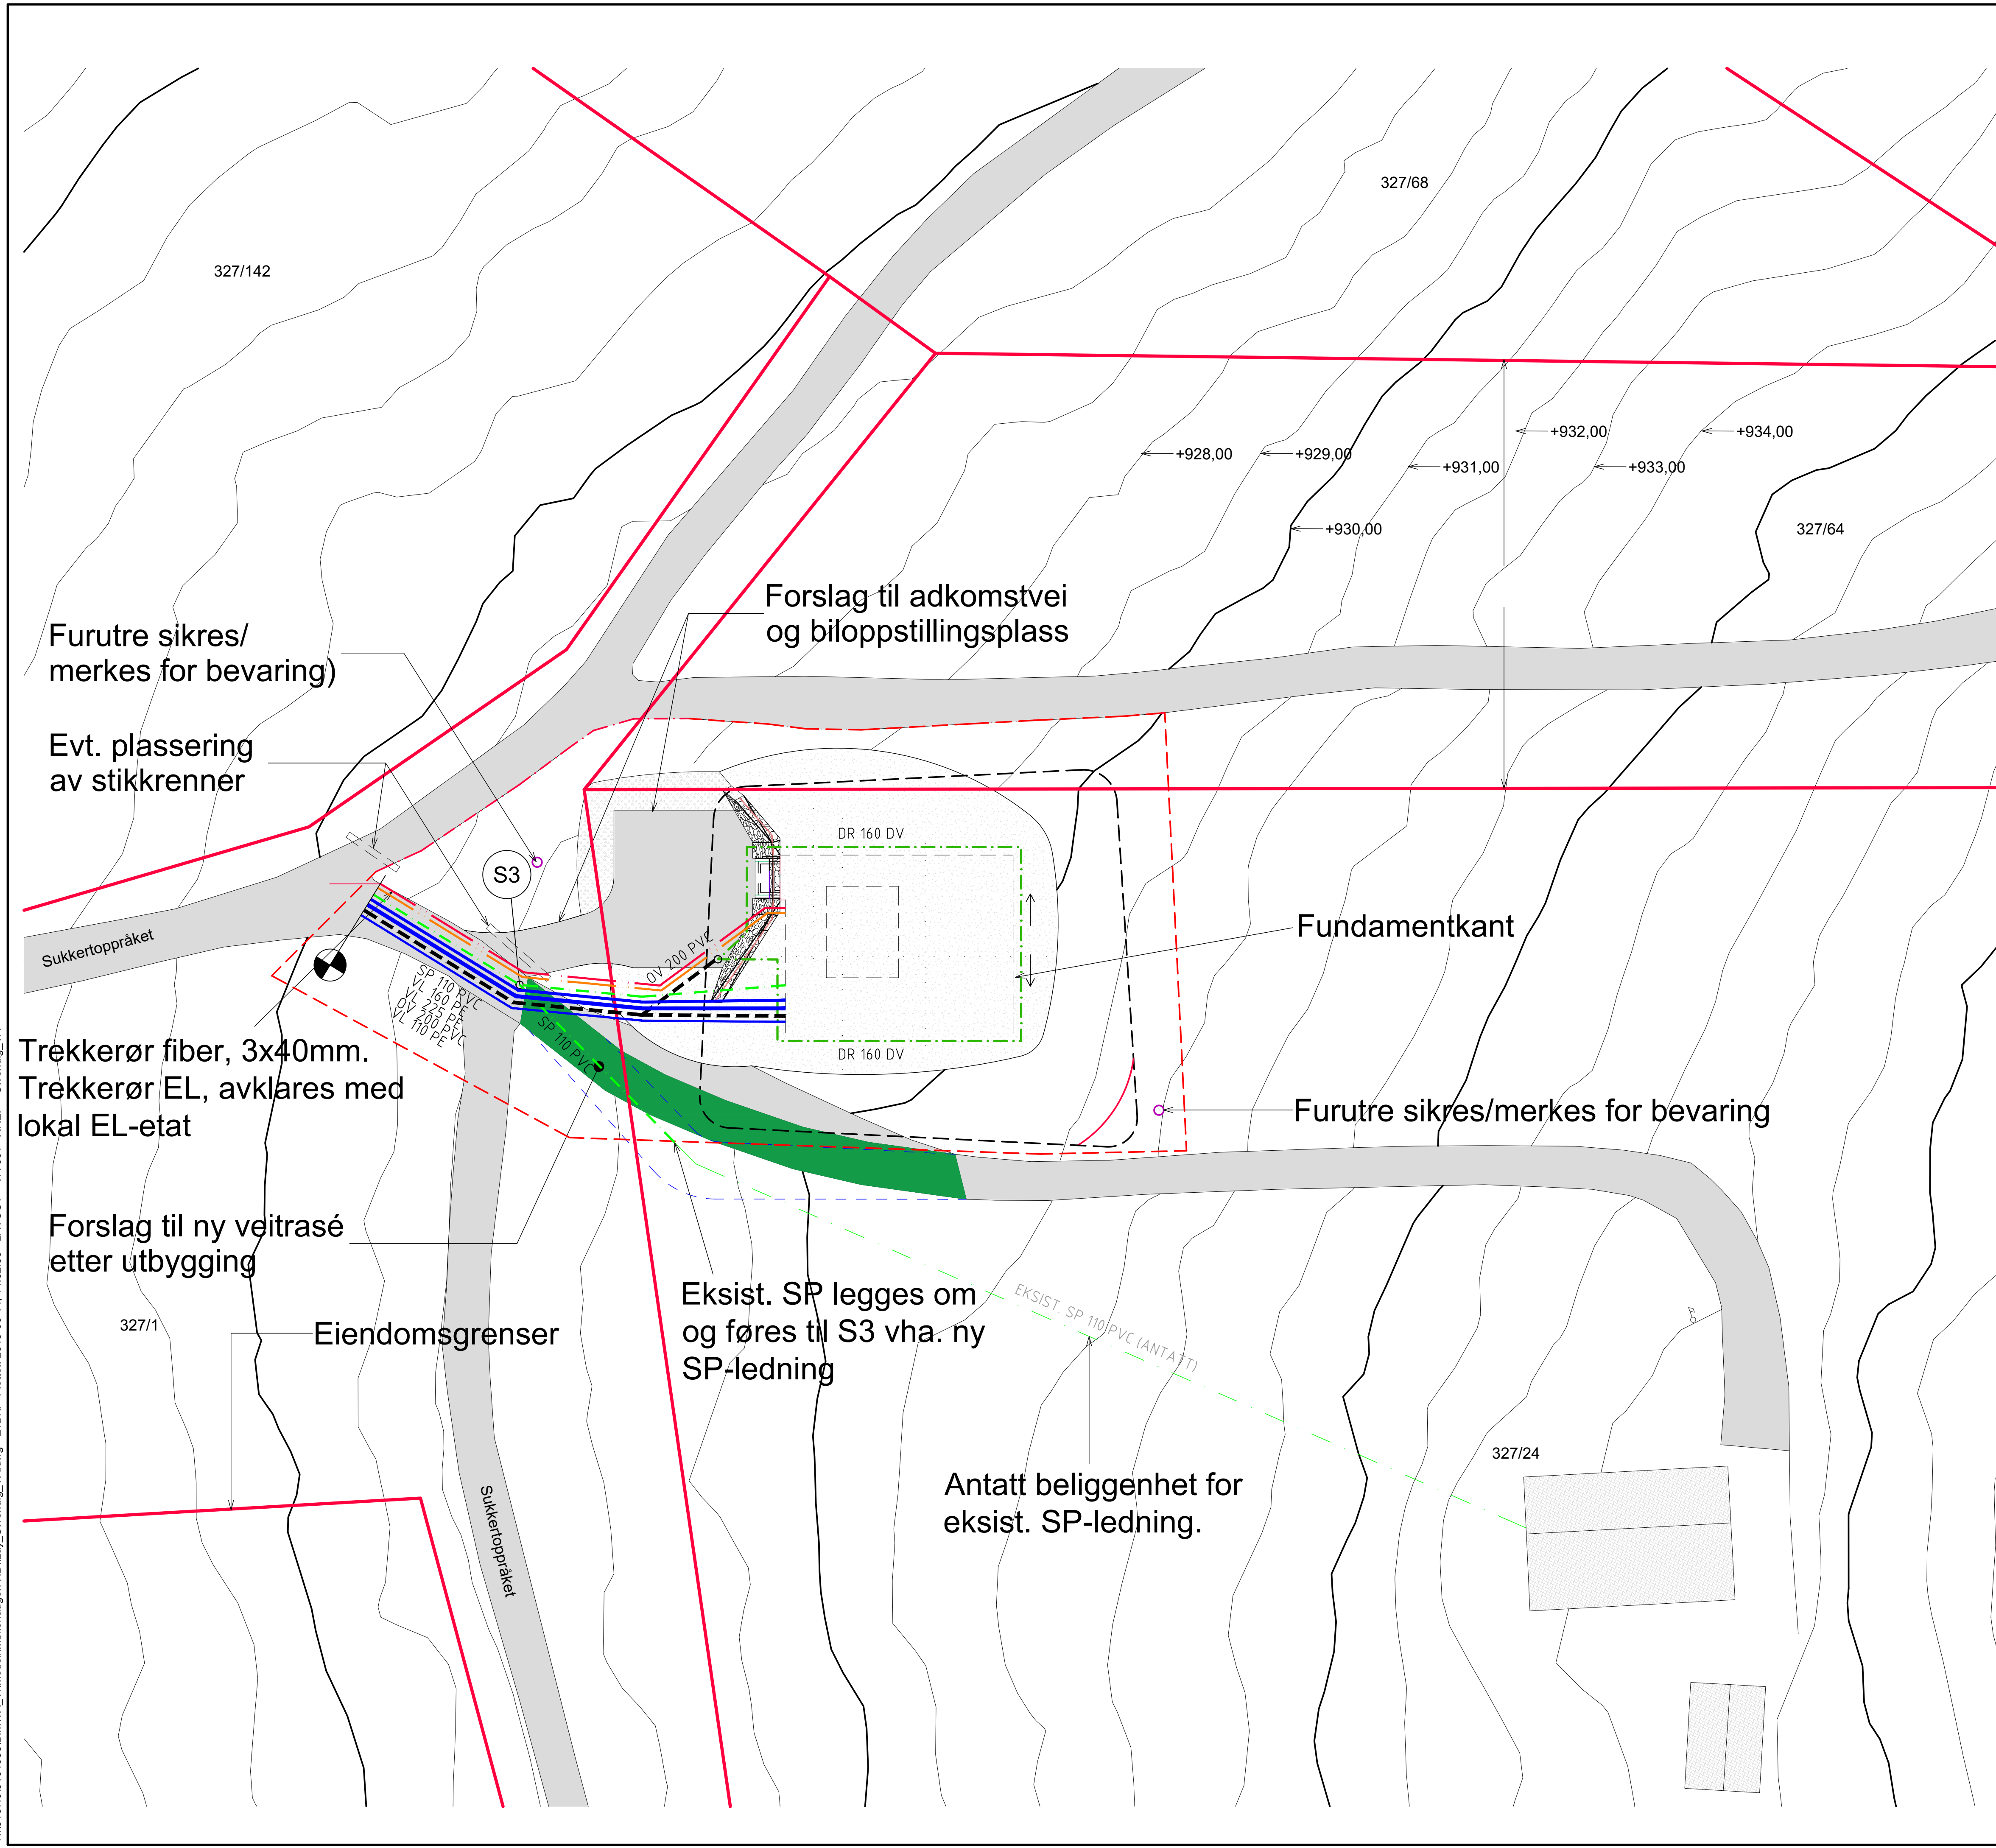 327/68
327/142
+932,00
+934,00
+928,00
+929,00
+931,00
+933,00
+930,00
327/64
Forslag til adkomstvei
og biloppstillingsplass
Furutre sikres/
merkes for bevaring)
Evt. plassering
av stikkrenner
DR 160 DV
S3
Fundamentkant
Sukkertoppråket
OV 200 PVC
SP 110 PVC
VL 160 PE
VL 225 PE
OV 200 PVC
VL 110 PE
SP 110 PVC
DR 160 DV
Trekkerør fiber, 3x40mm.
Trekkerør EL, avklares med
lokal EL-etat
Furutre sikres/merkes for bevaring
Forslag til ny veitrasé
etter utbygging
Eksist. SP legges om
og føres til S3 vha. ny
SP-ledning
EKSIST. SP 110 PVC (ANTATT)
327/1
Eiendomsgrenser
327/24
Antatt beliggenhet for
eksist. SP-ledning.
Sukkertoppråket